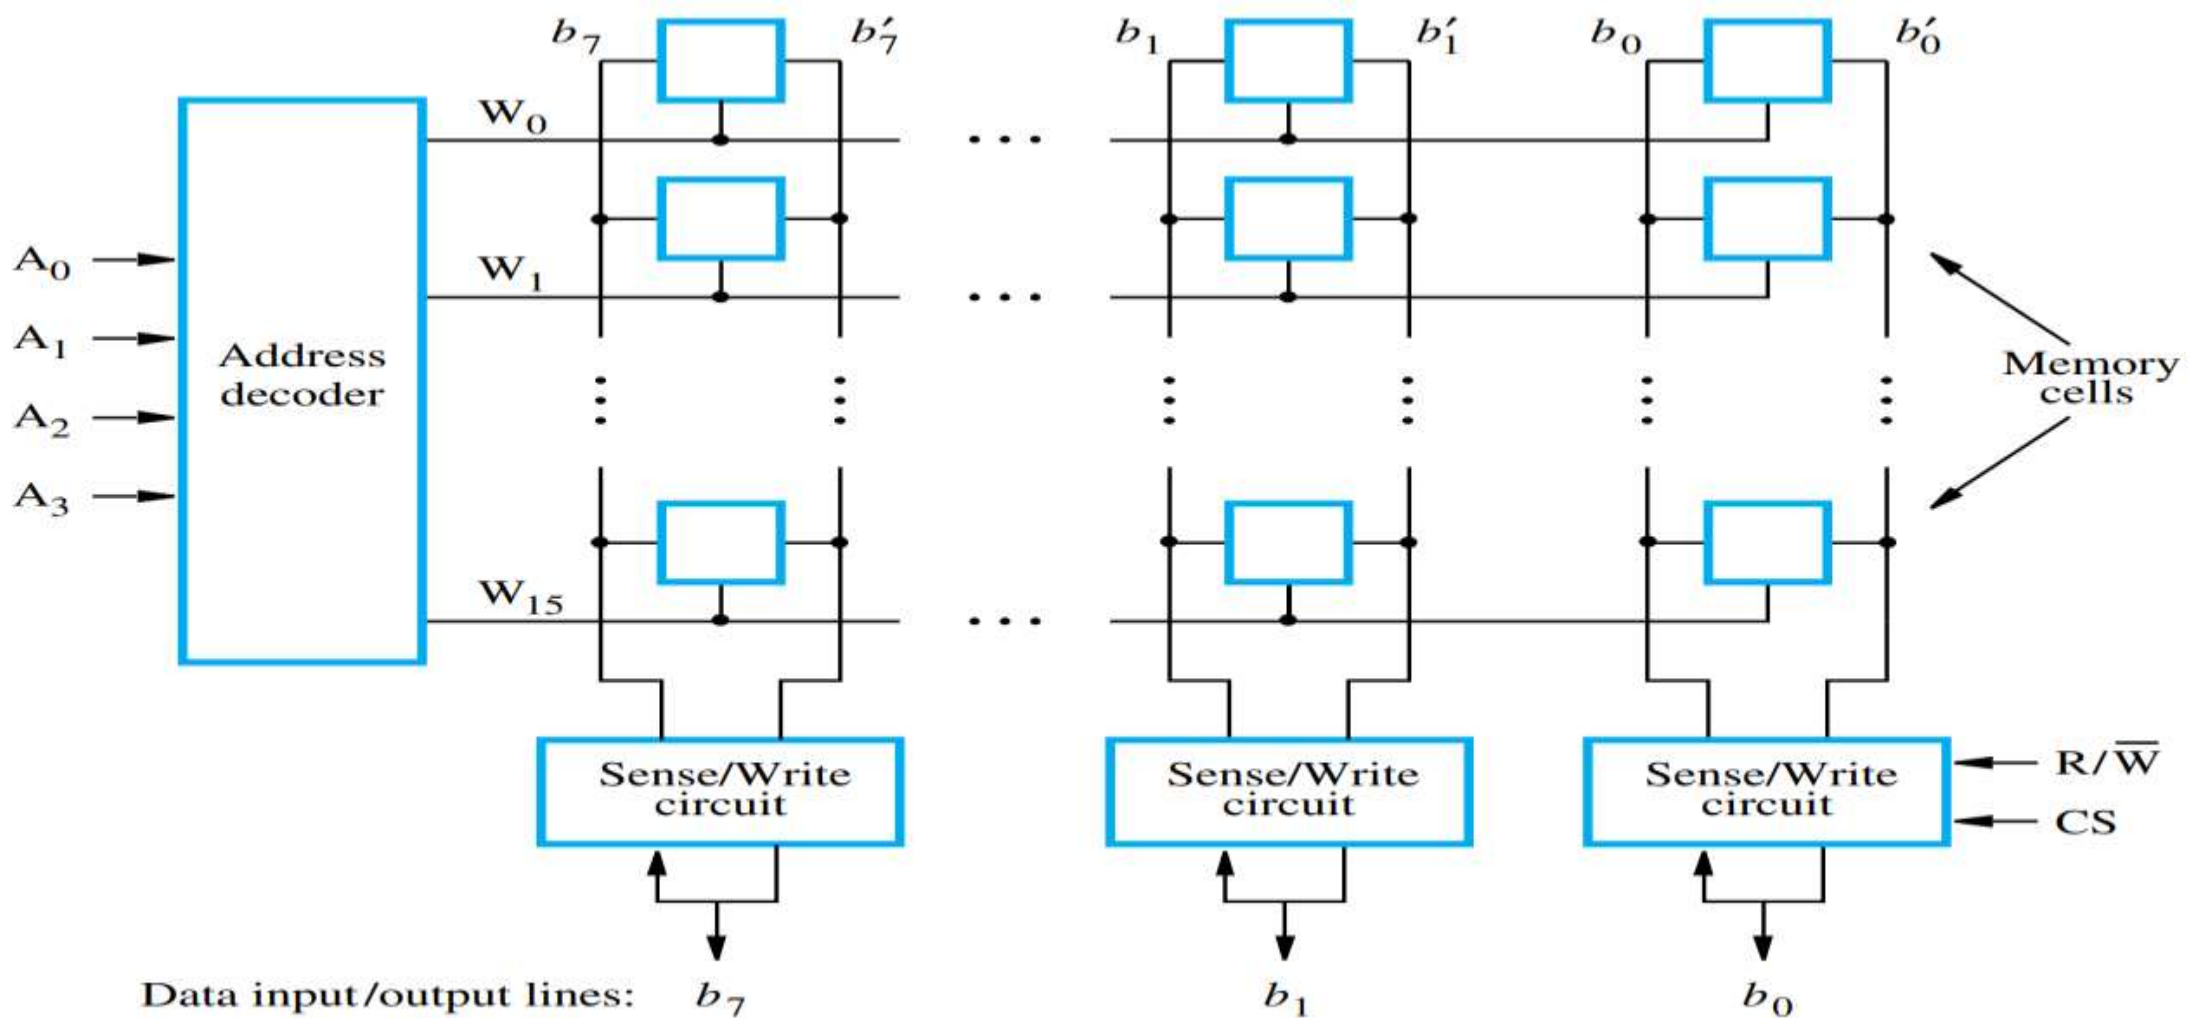 b₇ b′₇ b₁ b′₁ b₀ b′₀
W₀
A₀
W₁
A₁
Address
decoder
Memory
cells
A₂
A₃
W₁₅
Sense/Write
circuit
Sense/Write
circuit
Sense/Write
circuit
R/W̅
CS
Data input/output lines: b₇ b₁ b₀